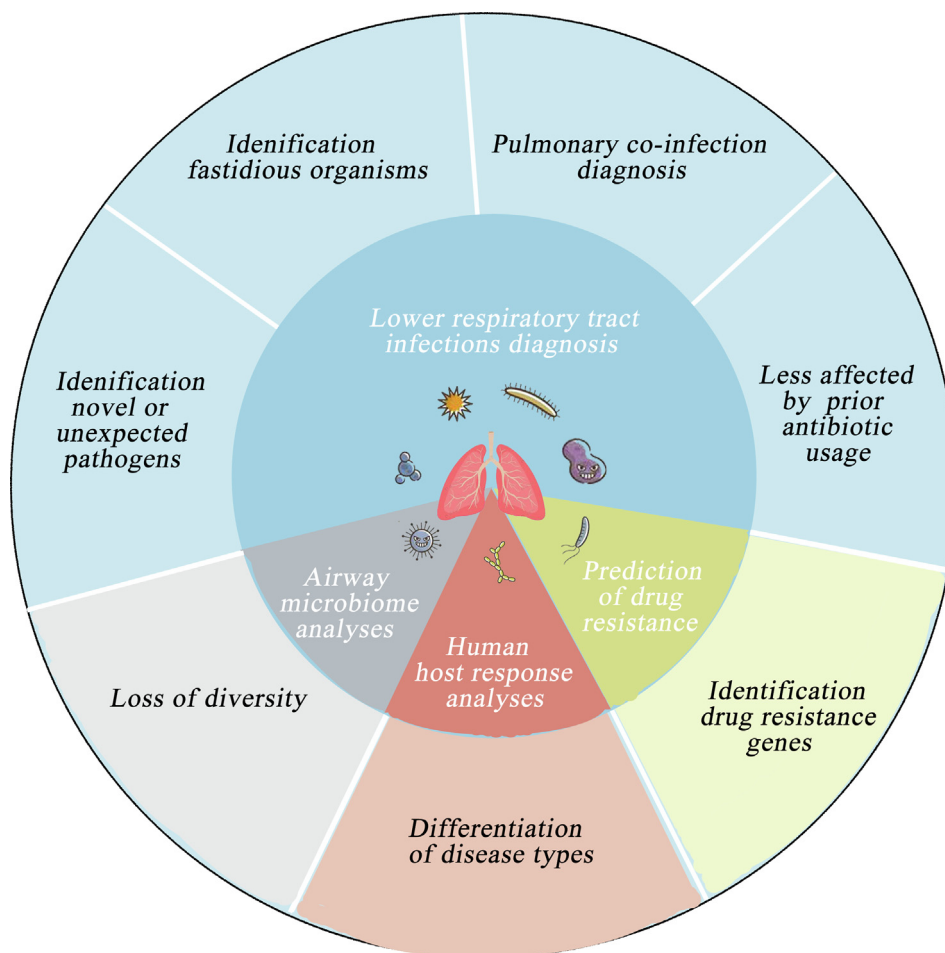 Idenification
fastidious organisms
Pulmonary co-infection
diagnosis
Idenification
novel or
unexpected
pathogens
Lower respiratory tract
infections diagnosis
Less affected
by prior
antibiotic
usage
Airway
microbiome
analyses
Human
host response
analyses
Prediction
of drug
resistance
Loss of diversity
Differentiation
of disease types
Identification
drug resistance
genes